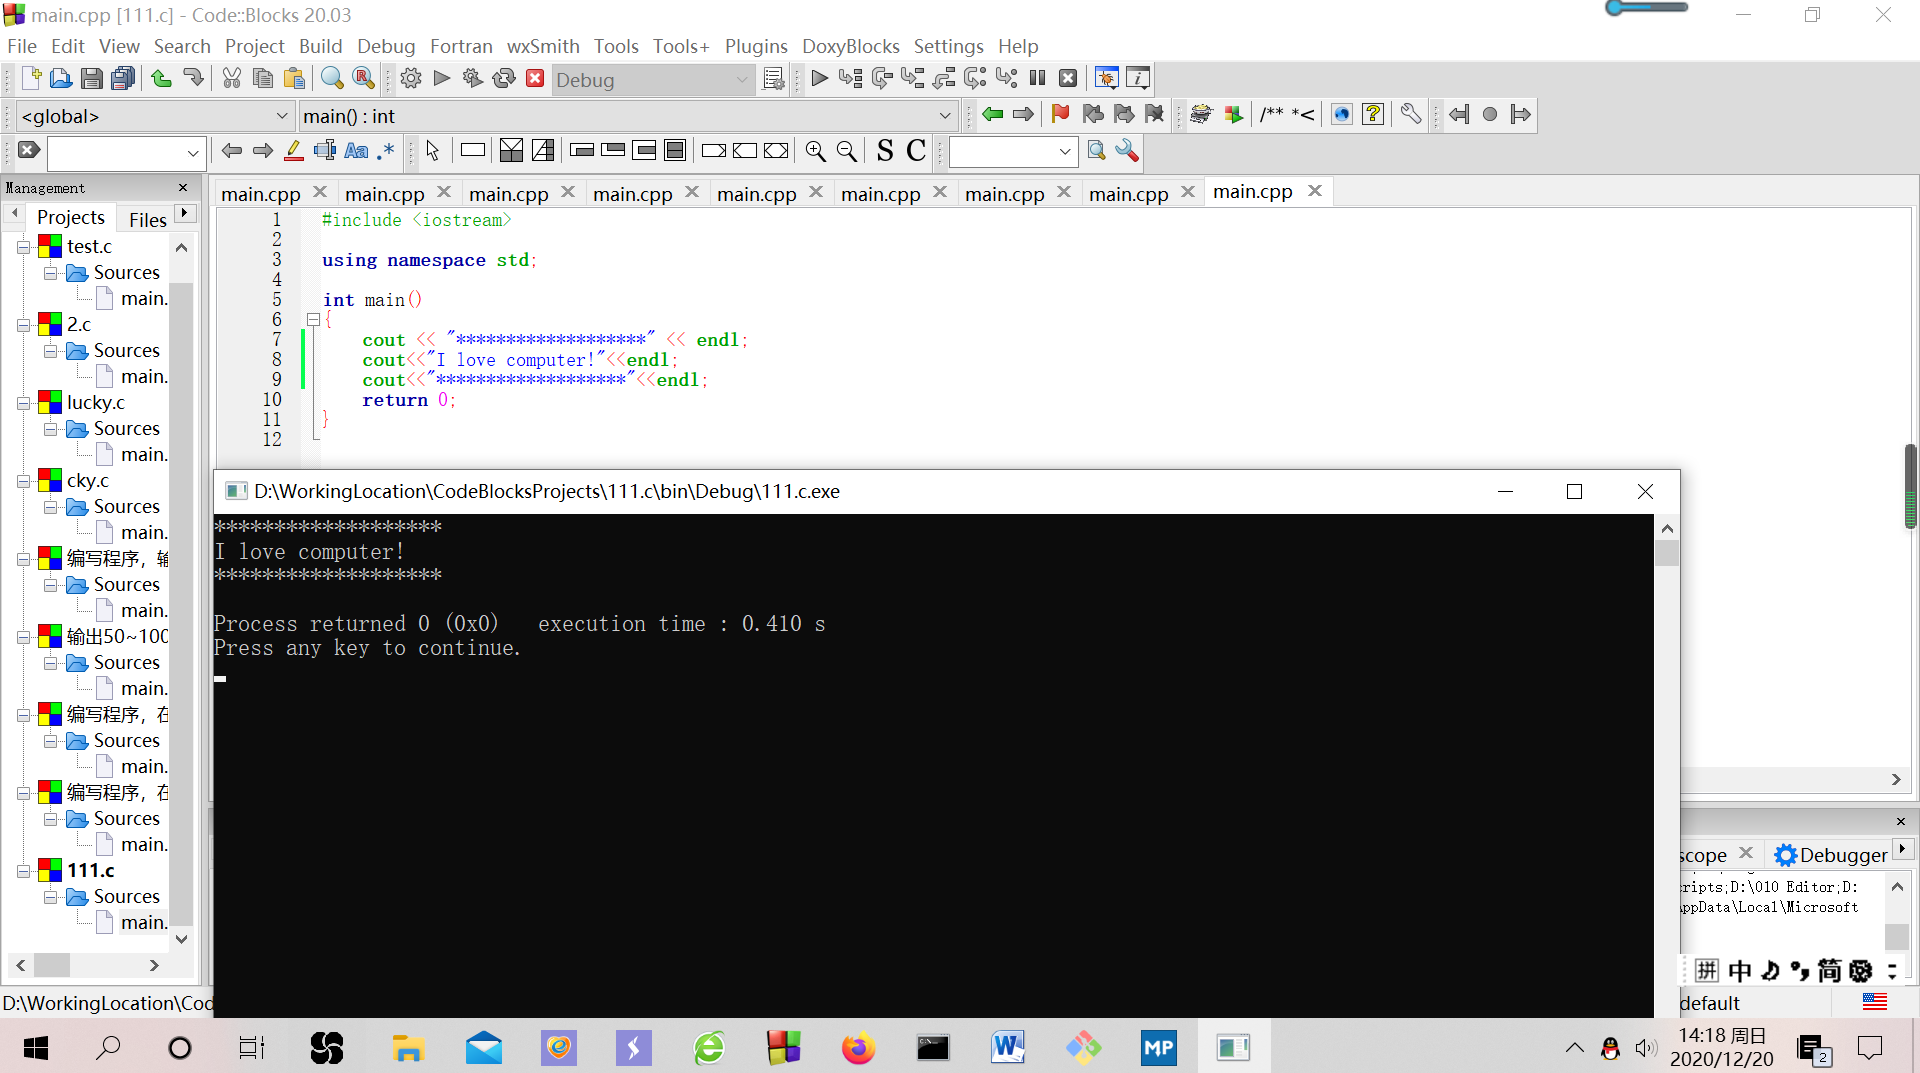 main.cpp [111.c] - Code::Blocks 20.03
File Edit View Search Project Build Debug Fortran wxSmith Tools Tools+ Plugins DoxyBlocks Settings Help
Debug
<global> main() : int /** *<
Aa .* S C
Management
Projects Files
main.cpp main.cpp main.cpp main.cpp main.cpp main.cpp main.cpp main.cpp main.cpp
test.c
Sources
main.
2.c
Sources
main.
lucky.c
Sources
main.
cky.c
Sources
main.
编写程序，输
Sources
main.
输出50~100
Sources
main.
编写程序，在
Sources
main.
编写程序，在
Sources
main.
111.c
Sources
main.
1 #include <iostream>
2
3 using namespace std;
4
5 int main()
6 {
7 cout << "*******************" << endl;
8 cout<<"I love computer!"<<endl;
9 cout<<"*******************"<<endl;
10 return 0;
11 }
12
D:\WorkingLocation\CodeBlocksProjects\111.c\bin\Debug\111.c.exe
*******************
I love computer!
*******************
Process returned 0 (0x0) execution time : 0.410 s
Press any key to continue.
scope Debugger
cripts;D:\010 Editor;D:
AppData\Local\Microsoft
拼 中 简
D:\WorkingLocation\Cod default
MP
14:18 周日
2020/12/20
2